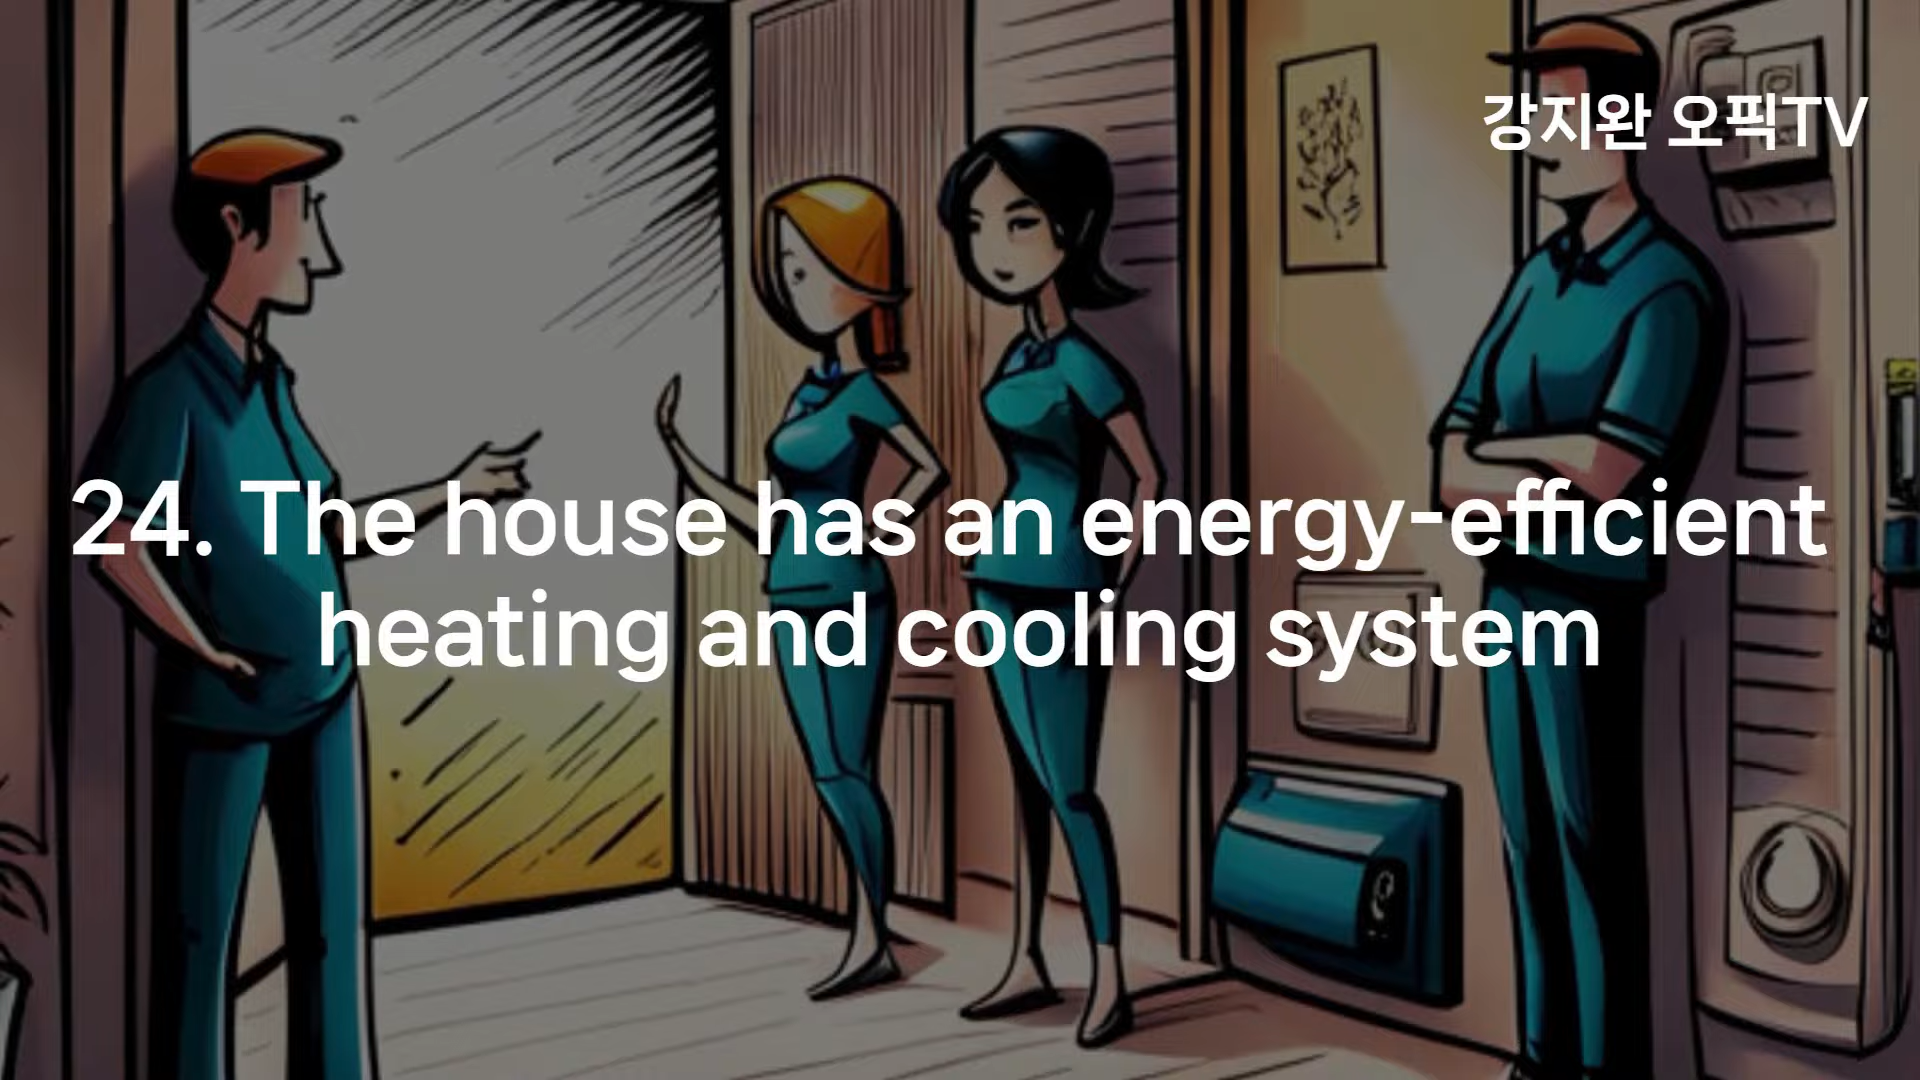 강지완 오픽TV
24. The house has an energy-efficient
heating and cooling system